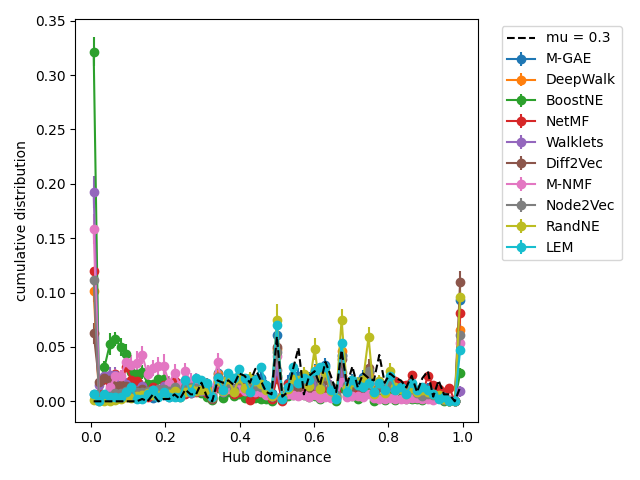 0.35
0.30
0.25
0.20
0.15
0.10
0.05
0.00
cumulative distribution
0.0
0.2
0.4
0.6
0.8
1.0
Hub dominance
mu = 0.3
M-GAE
DeepWalk
BoostNE
NetMF
Walklets
Diff2Vec
M-NMF
Node2Vec
RandNE
LEM